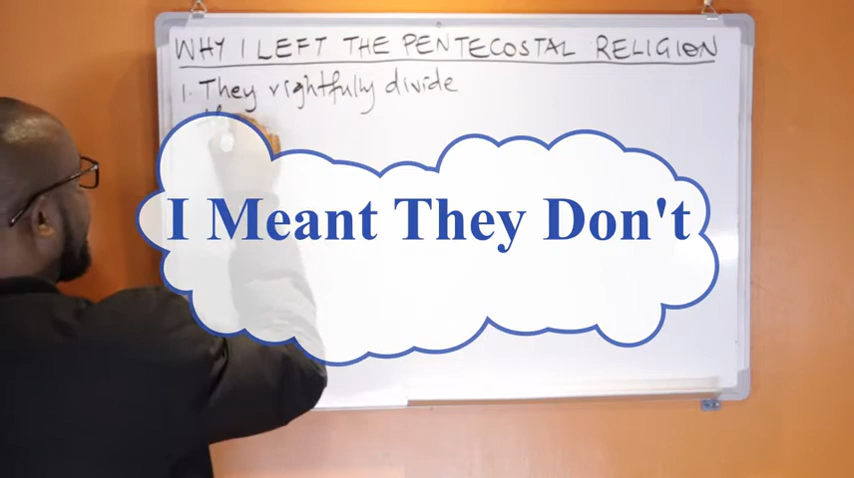 WHY I LEFT THE PENTECOSTAL RELIGION
1. They rightfully divide
I Meant They Don't